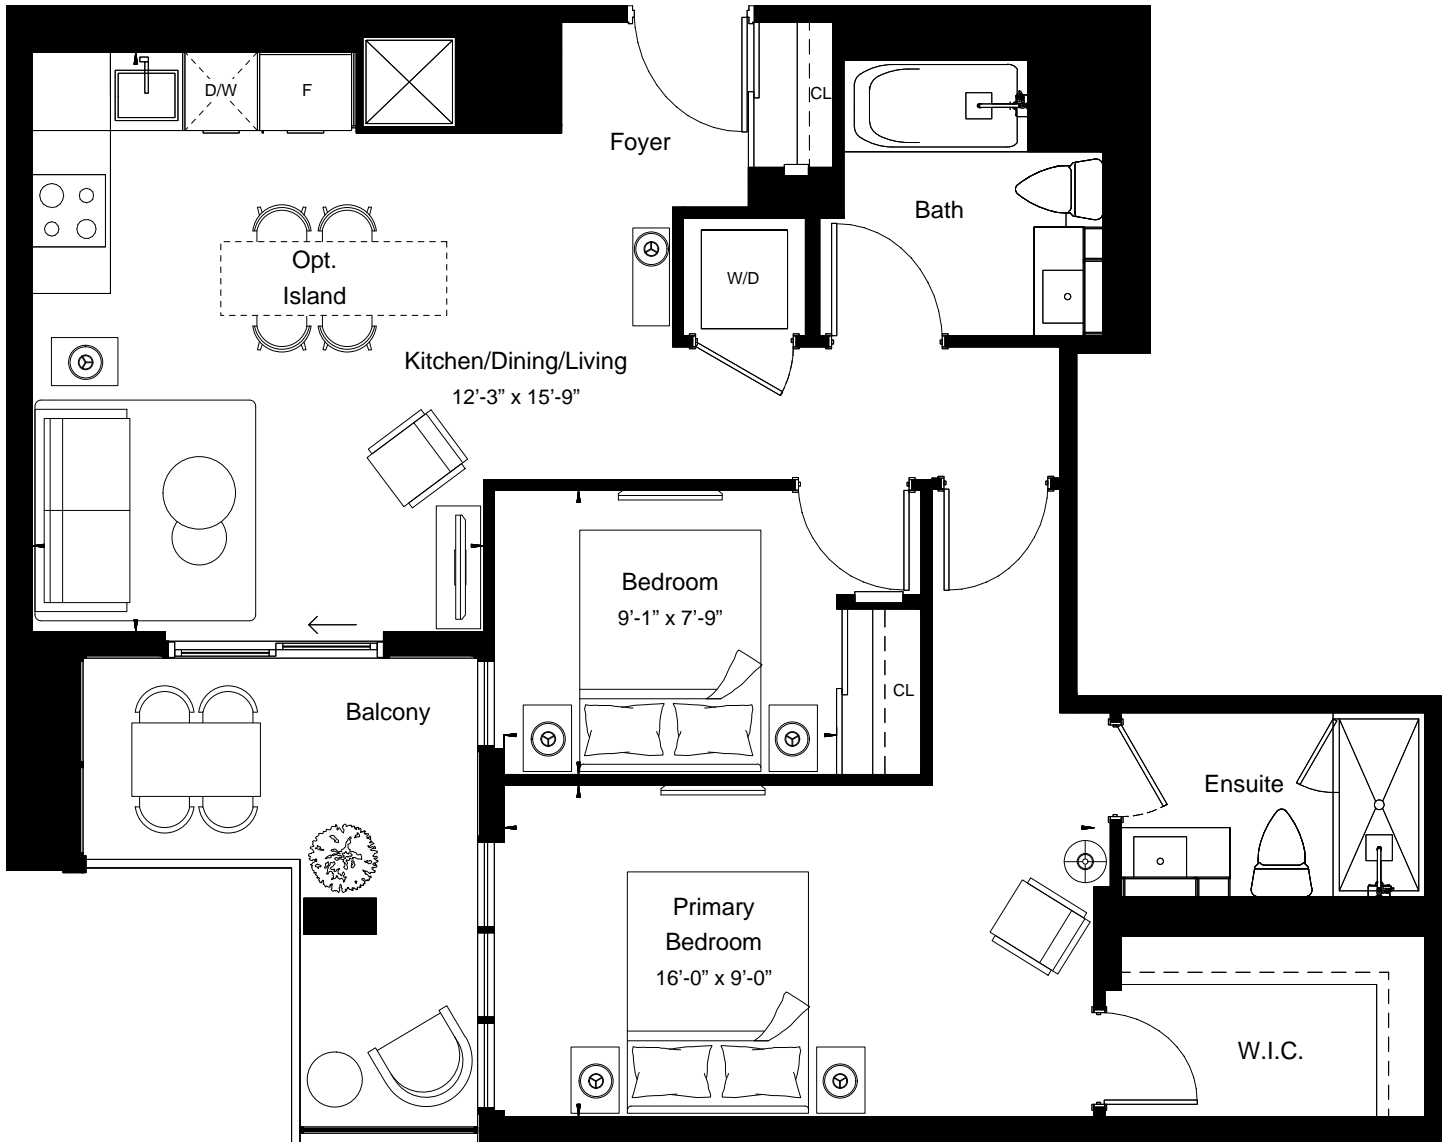 D/W
F
CL
Foyer
Bath
Opt.
Island
W/D
Kitchen/Dining/Living
12’-3” x 15’-9”
Bedroom
9’-1” x 7’-9”
CL
Balcony
Ensuite
Primary
Bedroom
16’-0” x 9’-0”
W.I.C.